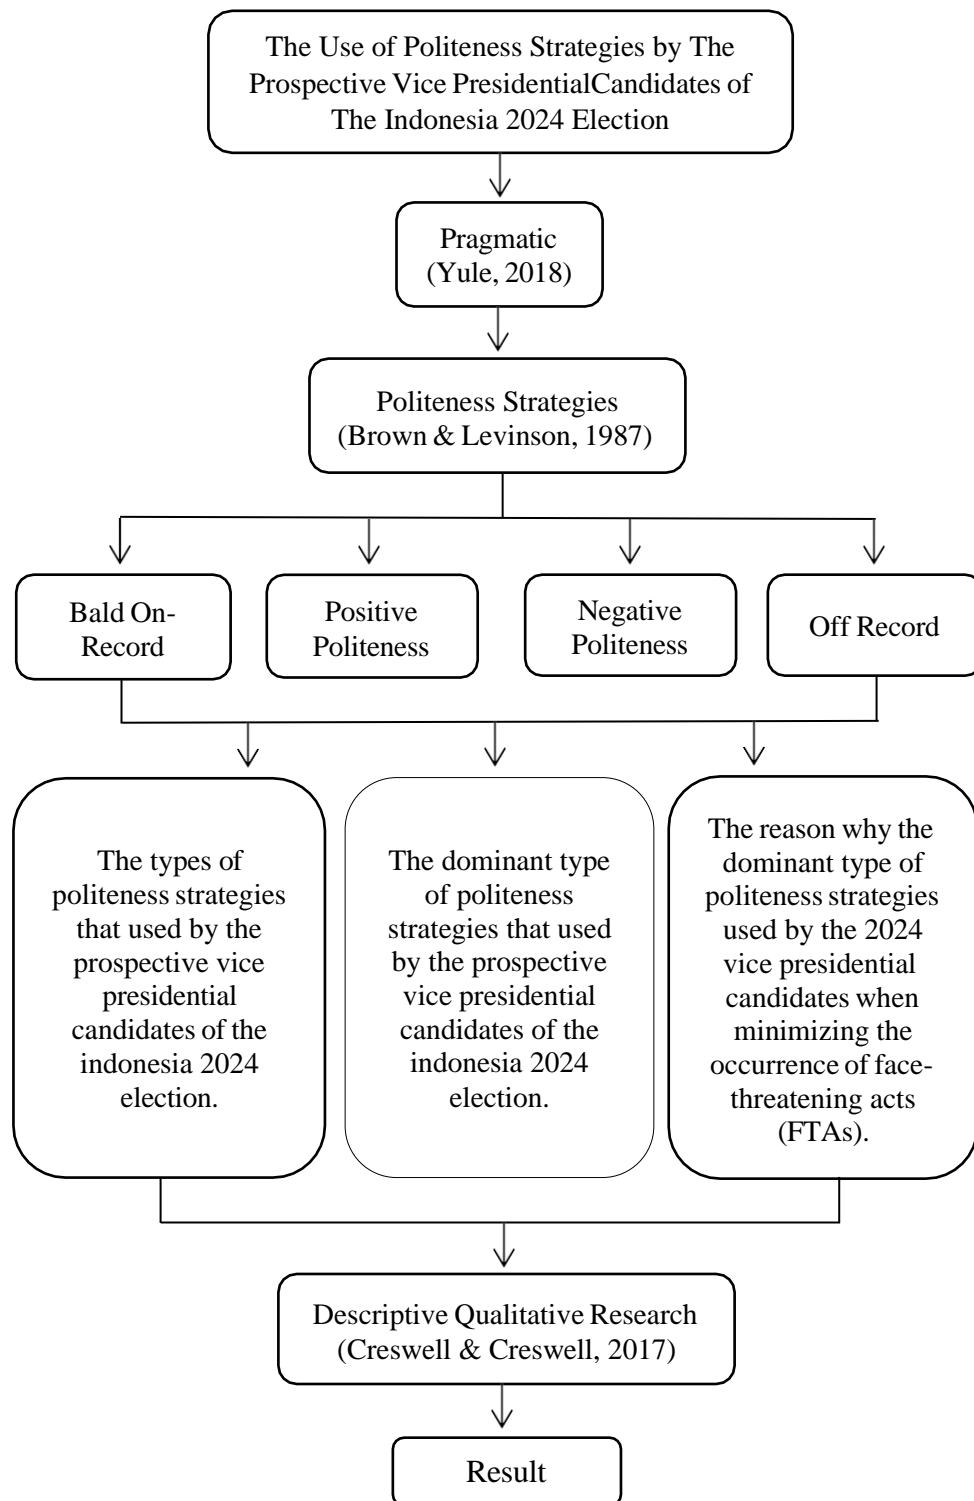 The Use of Politeness Strategies by The
Prospective Vice PresidentialCandidates of
The Indonesia 2024 Election
Pragmatic
(Yule, 2018)
Politeness Strategies
(Brown & Levinson, 1987)
Bald On-
Record
Positive
Politeness
Negative
Politeness
Off Record
The types of
politeness strategies
that used by the
prospective vice
presidential
candidates of the
indonesia 2024
election.
The dominant type
of politeness
strategies that used
by the prospective
vice presidential
candidates of the
indonesia 2024
election.
The reason why the
dominant type of
politeness strategies
used by the 2024
vice presidential
candidates when
minimizing the
occurrence of face-
threatening acts
(FTAs).
Descriptive Qualitative Research
(Creswell & Creswell, 2017)
Result